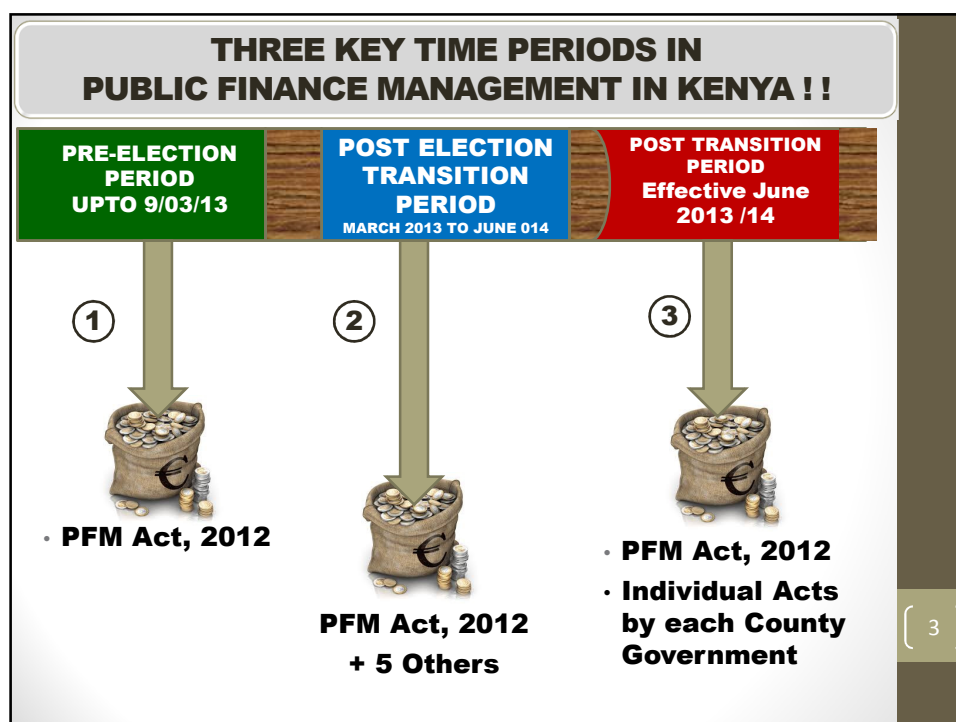 THREE KEY TIME PERIODS IN
PUBLIC FINANCE MANAGEMENT IN KENYA ! !
PRE-ELECTION
PERIOD
UPTO 9/03/13
POST ELECTION
TRANSITION
PERIOD
MARCH 2013 TO JUNE 014
POST TRANSITION
PERIOD
Effective June
2013 /14
1
2
3
€
€
€
• PFM Act, 2012
PFM Act, 2012
+ 5 Others
• PFM Act, 2012
• Individual Acts
by each County
Government
3